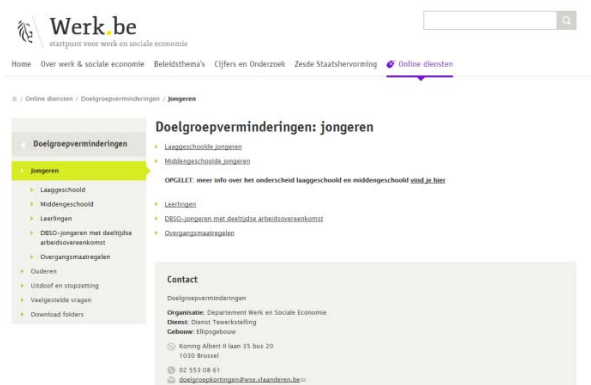 Werk.be
startpunt voor werk en sociale economie
Home Over werk & sociale economie Beleidsthema's Cijfers en Onderzoek Zesde Staatshervorming Online diensten
/ Online diensten / Doelgroepverminderingen / Jongeren
Doelgroepverminderingen
Jongeren
Laaggeschoold
Middengeschoold
Leerlingen
DBSO-jongeren met deeltijdse
arbeidsovereenkomst
Overgangsmaatregelen
Ouderen
Undoof en stopzetting
Veelgestelde vragen
Download folders
Doelgroepverminderingen: jongeren
Laaggeschoolde jongeren
Middengeschoolde jongeren
OPGELET: meer info over het onderscheid laaggeschoold en middengeschoold vind je hier
Leerlingen
DBSO-jongeren met deeltijdse arbeidsovereenkomst
Overgangsmaatregelen
Contact
Doelgroepverminderingen
Organisatie: Departement Werk en Sociale Economie
Dienst: Dienst Tewerkstelling
Gebouw: Ellipsgebouw
Koning Albert II laan 35 bus 20
1030 Brussel
02 553 08 61
doelgroepkortingen@wse.vlaanderen.be